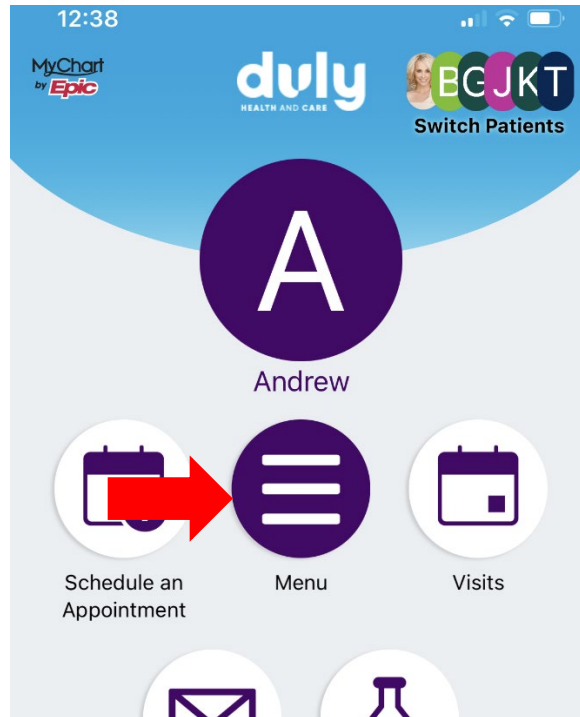 12:38
MyChart
by Epic
duly
HEALTH AND CARE
BGJKT
Switch Patients
A
Andrew
Schedule an
Appointment
Menu
Visits